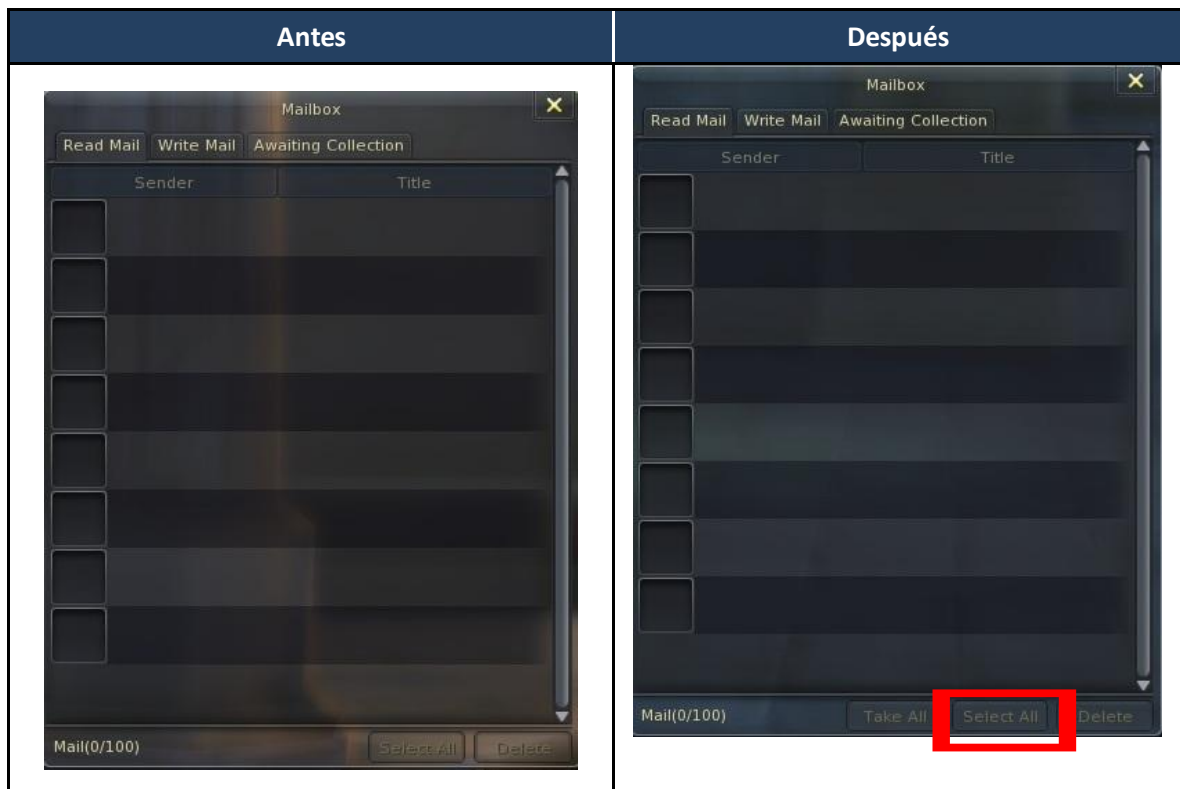 Antes
Después
Mailbox
Read Mail Write Mail Awaiting Collection
Sender Title
Mail(0/100) Select All Delete
Mailbox
Read Mail Write Mail Awaiting Collection
Sender Title
Mail(0/100) Take All Select All Delete